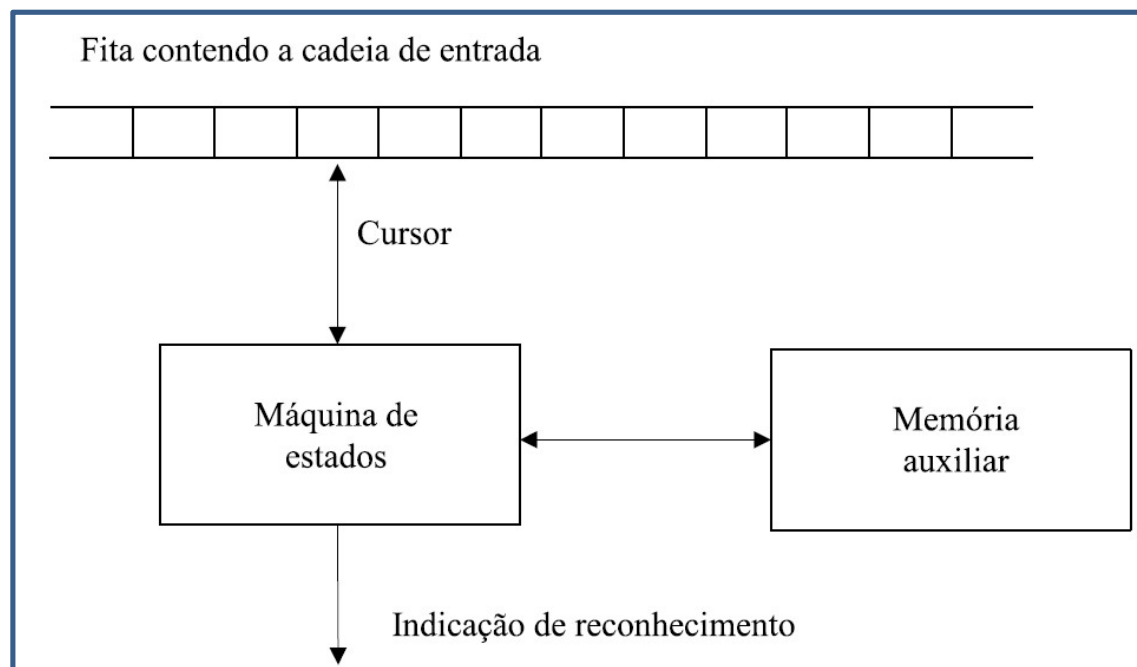 Fita contendo a cadeia de entrada
Cursor
Máquina de
estados
Memória
auxiliar
Indicação de reconhecimento